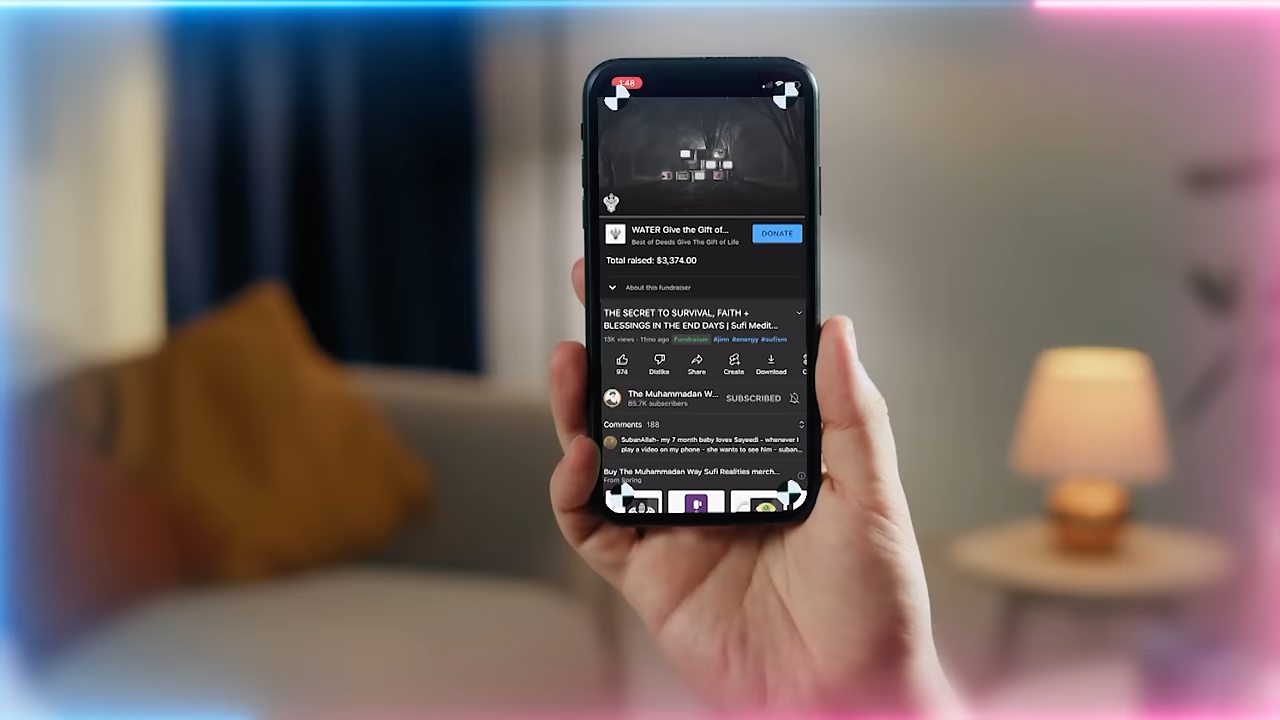 1:48
WATER Give the Gift of...
Best of Deeds Give The Gift of Life
DONATE
Total raised: $3,374.00
About this fundraiser
THE SECRET TO SURVIVAL, FAITH +
BLESSINGS IN THE END DAYS | Sufi Medit...
13K views · 11mo ago Fundraiser #jinn #energy #sufism
974 Dislike Share Create Download
The Muhammadan W...
85.7K subscribers
SUBSCRIBED
Comments 188
SubanAllah- my 7 month baby loves Sayeedi - whenever I
play a video on my phone - she wants to see him - suban...
Buy The Muhammadan Way Sufi Realities merch...
From Spring